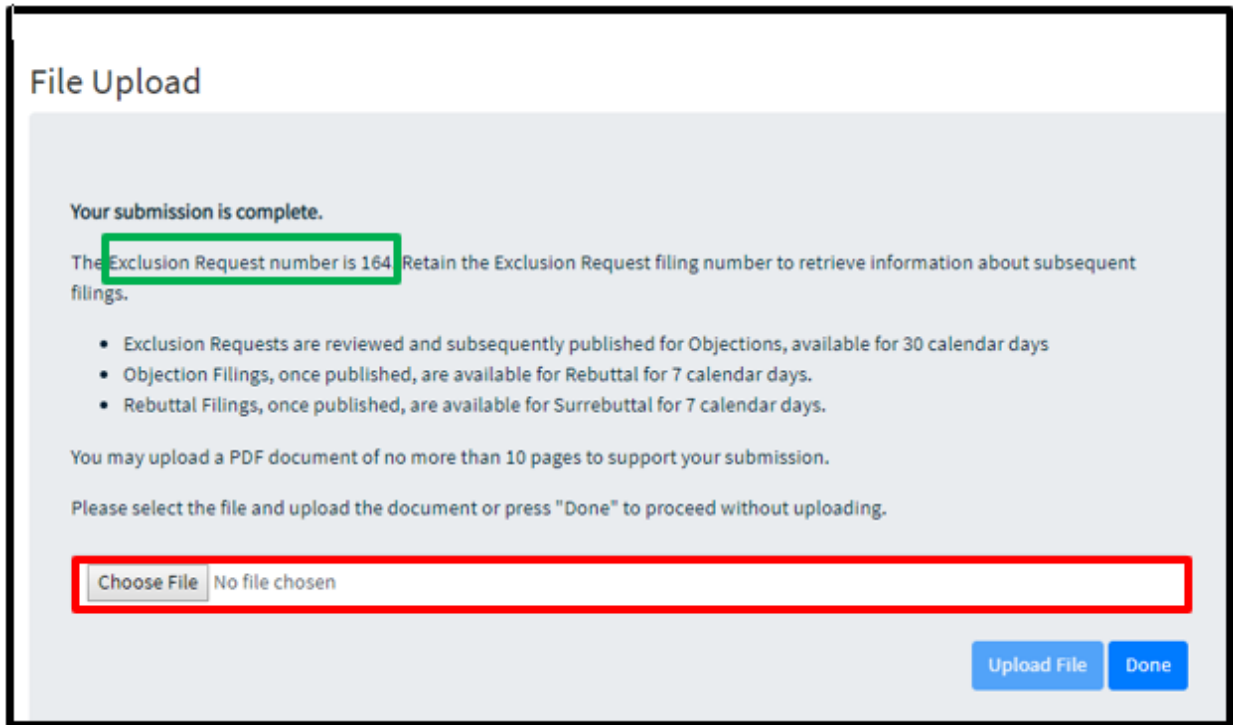 File Upload
Your submission is complete.
The Exclusion Request number is 164. Retain the Exclusion Request filing number to retrieve information about subsequent
filings.
• Exclusion Requests are reviewed and subsequently published for Objections, available for 30 calendar days
• Objection Filings, once published, are available for Rebuttal for 7 calendar days.
• Rebuttal Filings, once published, are available for Surrebuttal for 7 calendar days.
You may upload a PDF document of no more than 10 pages to support your submission.
Please select the file and upload the document or press "Done" to proceed without uploading.
Choose File No file chosen
Upload File Done